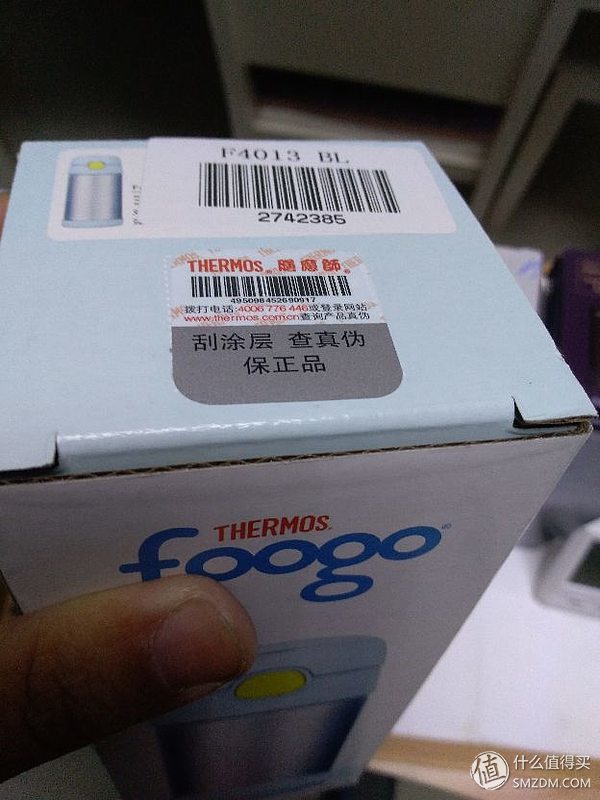 F4013 BL
2742385
THERMOS. 膳魔師®
495098452690917
拨打电话:4006 776 446或登录网站
www.thermos.com.cn查询产品真伪
刮涂层 查真伪
保正品
THERMOS.
foogo®
值 什么值得买
SMZDM.COM